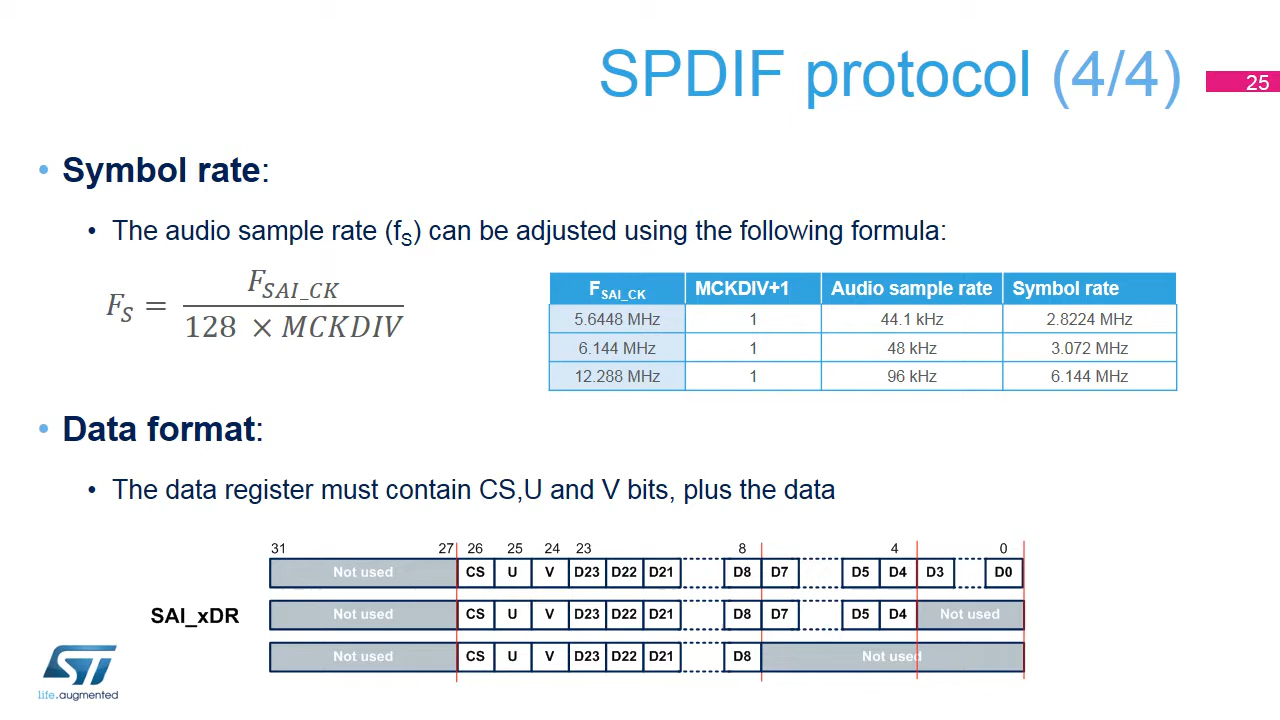 SPDIF protocol (4/4)
25
• Symbol rate:
• The audio sample rate (fS) can be adjusted using the following formula:
FS = FSAI_CK / 128 × MCKDIV
FSAI_CK MCKDIV+1 Audio sample rate Symbol rate
5.6448 MHz 1 44.1 kHz 2.8224 MHz
6.144 MHz 1 48 kHz 3.072 MHz
12.288 MHz 1 96 kHz 6.144 MHz
• Data format:
• The data register must contain CS,U and V bits, plus the data
31 27 26 25 24 23 8 4 0
Not used CS U V D23 D22 D21 D8 D7 D5 D4 D3 D0
SAI_xDR
Not used CS U V D23 D22 D21 D8 D7 D5 D4 Not used
Not used CS U V D23 D22 D21 D8 Not used
ST
life.augmented